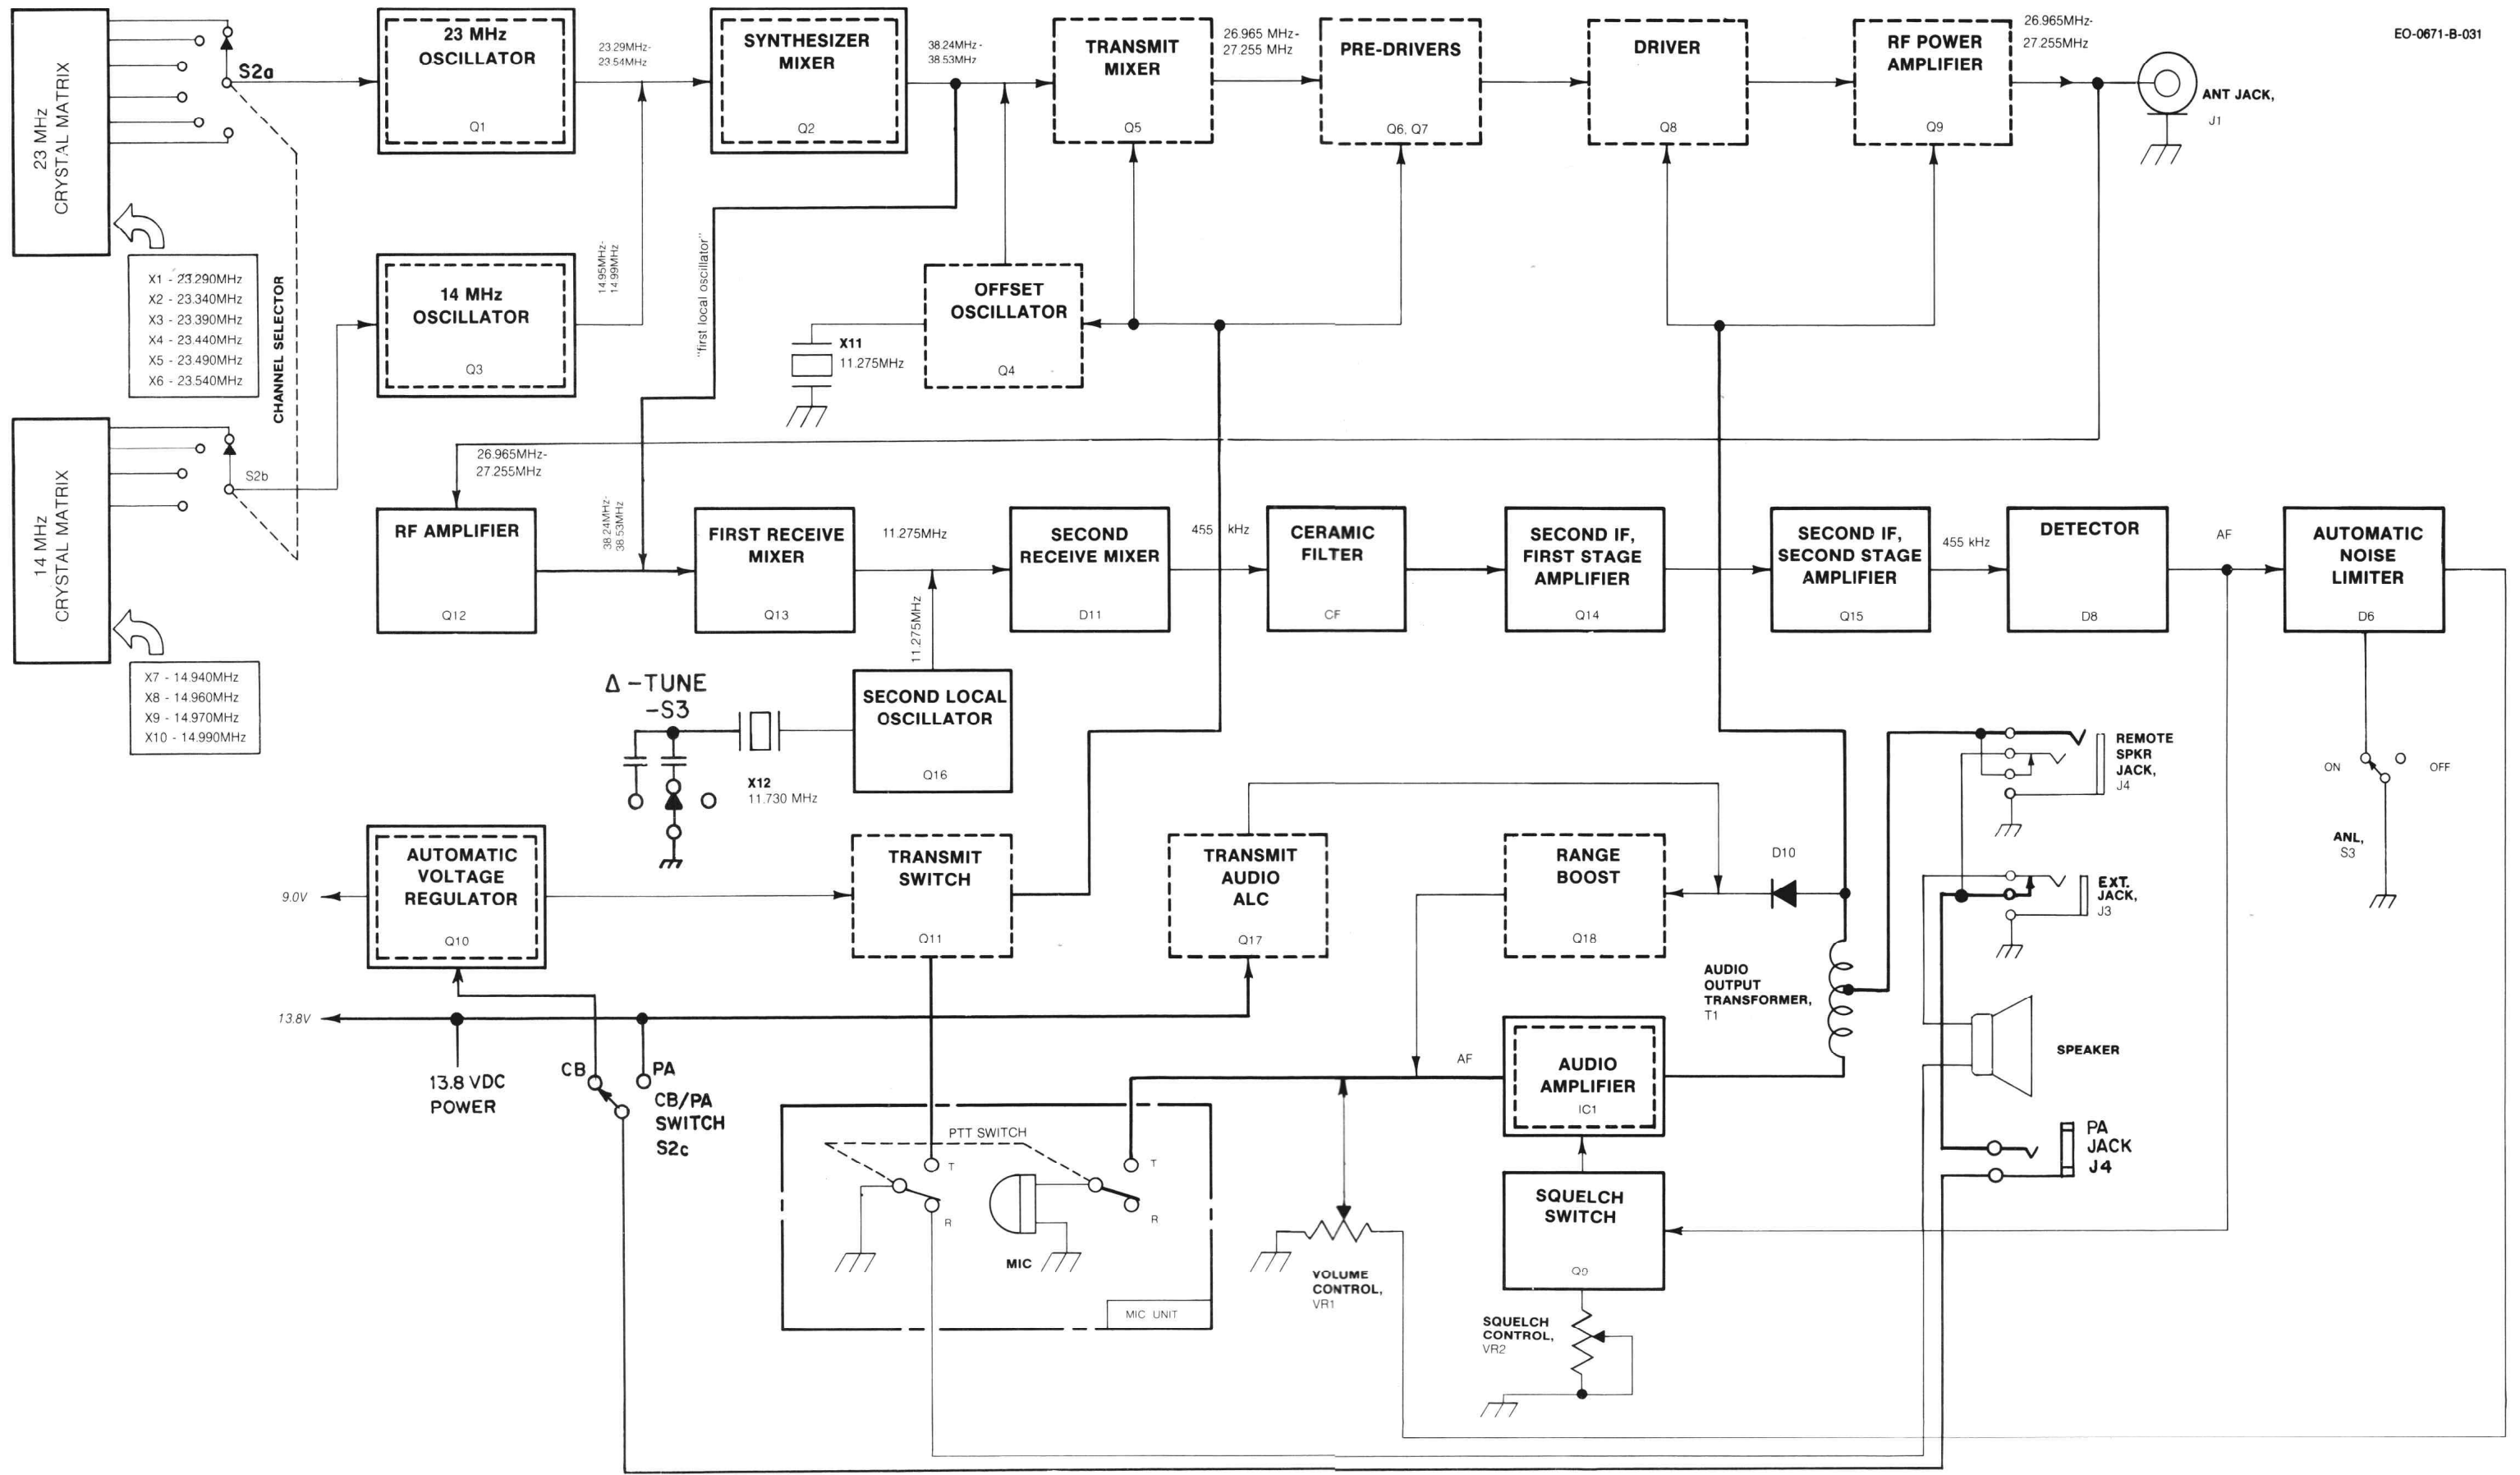 EO-0671-B-031
23 MHz
CRYSTAL MATRIX
S2a
23 MHz
OSCILLATOR
Q1
23.29MHz-
23.54MHz
SYNTHESIZER
MIXER
Q2
38.24MHz-
38.53MHz
TRANSMIT
MIXER
Q5
26.965 MHz-
27.255 MHz
PRE-DRIVERS
Q6, Q7
DRIVER
Q8
RF POWER
AMPLIFIER
Q9
26.965MHz-
27.255MHz
ANT JACK,
J1
X1 - 23.290MHz
X2 - 23.340MHz
X3 - 23.390MHz
X4 - 23.440MHz
X5 - 23.490MHz
X6 - 23.540MHz
CHANNEL SELECTOR
14 MHz
OSCILLATOR
Q3
14.95MHz-
14.99MHz
"first local oscillator"
OFFSET
OSCILLATOR
Q4
X11
11.275MHz
14 MHz
CRYSTAL MATRIX
S2b
X7 - 14.940MHz
X8 - 14.960MHz
X9 - 14.970MHz
X10 - 14.990MHz
26.965MHz-
27.255MHz
RF AMPLIFIER
Q12
38.24MHz-
38.53MHz
FIRST RECEIVE
MIXER
Q13
11.275MHz
SECOND
RECEIVE MIXER
D11
455 kHz
CERAMIC
FILTER
CF
SECOND IF,
FIRST STAGE
AMPLIFIER
Q14
SECOND IF,
SECOND STAGE
AMPLIFIER
Q15
455 kHz
DETECTOR
D8
AF
AUTOMATIC
NOISE
LIMITER
D6
11.275MHz
SECOND LOCAL
OSCILLATOR
Q16
Δ -TUNE
-S3
X12
11.730 MHz
REMOTE
SPKR
JACK,
J4
ON
OFF
ANL,
S3
9.0V
AUTOMATIC
VOLTAGE
REGULATOR
Q10
TRANSMIT
SWITCH
Q11
TRANSMIT
AUDIO
ALC
Q17
RANGE
BOOST
Q18
D10
EXT.
JACK,
J3
AUDIO
OUTPUT
TRANSFORMER,
T1
13.8V
13.8 VDC
POWER
CB
PA
CB/PA
SWITCH
S2c
AF
AUDIO
AMPLIFIER
IC1
SPEAKER
PTT SWITCH
T
R
T
R
MIC
MIC UNIT
PA
JACK
J4
SQUELCH
SWITCH
Q9
VOLUME
CONTROL,
VR1
SQUELCH
CONTROL,
VR2